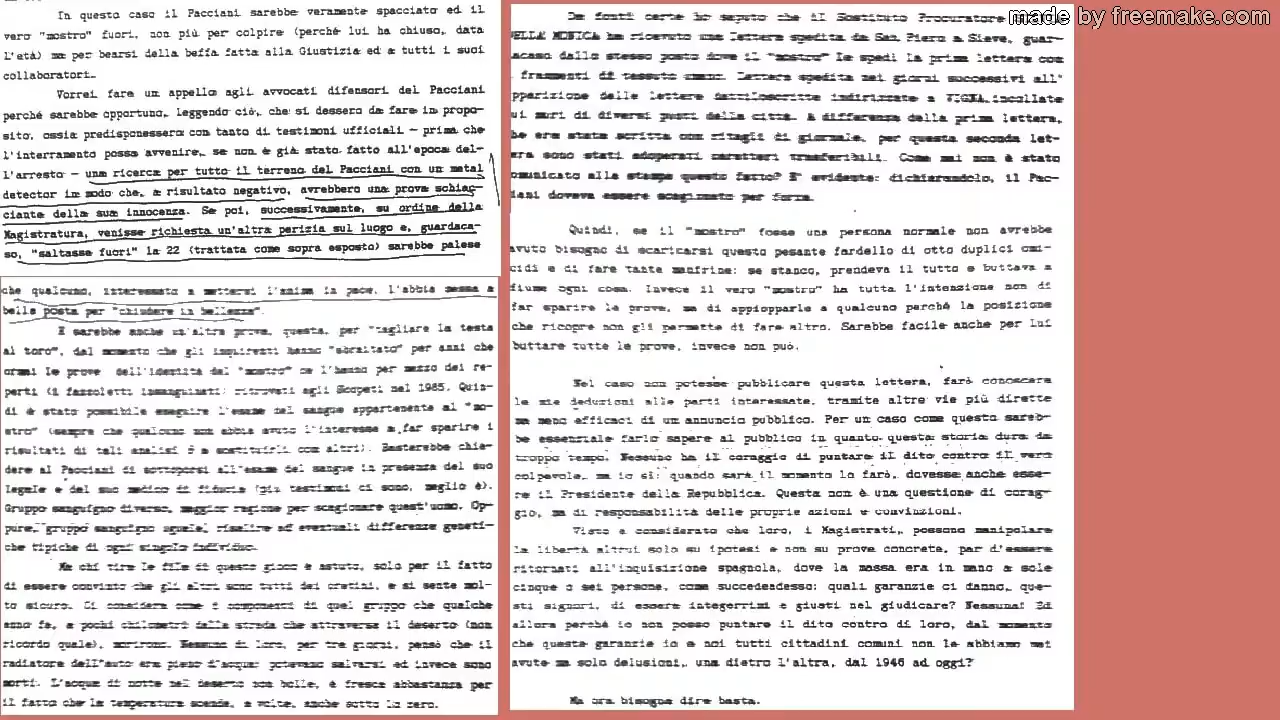 In questo caso il Pacciani sarebbe veramente spacciato ed il
vero "mostro" fuori, non più per colpire (perché lui ha chiuso, data
l'età) ma per bearsi della beffa fatta alla Giustizia ed a tutti i suoi
collaboratori.
Vorrei fare un appello agli avvocati difensori del Pacciani
perché sarebbe opportuno, leggendo ciò, che si dessero da fare in propo-
sito, ossia predisponessero con tanto di testimoni ufficiali - prima che
l'interramento possa avvenire, se non è già stato fatto all'epoca del-
l'arresto - una ricerca per tutto il terreno del Pacciani con un metal
detector in modo che, a risultato negativo, avrebbero una prova schiac-
ciante della sua innocenza. Se poi, successivamente, su ordine della
Magistratura, venisse richiesta un'altra perizia sul luogo e, guardaca-
so, "saltasse fuori" la 22 (trattata come sopra esposto) sarebbe palese
che qualcuno, interessato a mettersi l'anima in pace, l'abbia messa a
bella posta per "chiudere in bellezza".
E sarebbe anche un'altra prova, questa, per "tagliare la testa
al toro", dal momento che gli inquirenti hanno "sbraitato" per anni che
ormai le prove dell'identità del "mostro" ce l'hanno per mezzo dei re-
perti (i fazzoletti insanguinati) ritrovati agli Scopeti nel 1985. Quin-
di è stato possibile eseguire l'esame del sangue appartenente al "mo-
stro" (sempre che qualcuno non abbia avuto l'interesse a far sparire i
risultati di tali analisi o a sostituirli con altri). Basterebbe chie-
dere al Pacciani di sottoporsi all'esame del sangue in presenza del suo
legale e del suo medico di fiducia (più testimoni ci sono, meglio è).
Gruppo sanguigno diverso, maggior ragione per scagionare quest'uomo. Op-
pure, gruppo sanguigno uguale, risalire ad eventuali differenze geneti-
che tipiche di ogni singolo individuo.
Ma chi tira le fila di questo gioco è astuto, solo per il fatto
di essere convinto che gli altri sono tutti dei cretini, e si sente mol-
to sicuro. Si considera come i componenti di quel gruppo che qualche
anno fa, a pochi chilometri dalla strada che attraversa il deserto (non
ricordo quale), morirono. Nessuno di loro, per tre giorni, pensò che il
radiatore dell'auto era pieno d'acqua: potevano salvarsi ed invece sono
morti. L'acqua di notte nel deserto non bolle, è fresca abbastanza per
il fatto che la temperatura scende, a volte, anche sotto lo zero.
Da fonti certe ho saputo che il Sostituto Procuratore
DELLA MONICA ha ricevuto una lettera spedita da San Piero a Sieve, guar-
acaso dallo stesso posto dove il "mostro" le spedì la prima lettera con
frammenti di tessuto umano. Lettera spedita nei giorni successivi all'
pparizione delle lettere dattiloscritte indirizzate a VIGNA incollate
ui muri di diversi punti della città. A differenza della prima lettera,
he era stata scritta con ritagli di giornale, per questa seconda let-
era sono stati adoperati caratteri trasferibili. Come mai non è stato
omunicato alla stampa questo fatto? E' evidente: dichiarandolo, il Pac-
iani doveva essere scagionato per forza.
Quindi, se il "mostro" fosse una persona normale non avrebbe
avuto bisogno di scaricarsi questo pesante fardello di otto duplici omi-
cidi e di fare tante manfrine: se stanco, prendeva il tutto e buttava a
fiume ogni cosa. Invece il vero "mostro" ha tutta l'intenzione non di
far sparire le prove, ma di appiopparle a qualcuno perché la posizione
che ricopre non gli permette di fare altro. Sarebbe facile anche per lui
buttare tutte le prove, invece non può.
Nel caso non potesse pubblicare questa lettera, farò conoscere
le mie deduzioni alle parti interessate, tramite altre vie più dirette
ma meno efficaci di un annuncio pubblico. Per un caso come questo sareb-
be essenziale farlo sapere al pubblico in quanto questa storia dura da
troppo tempo. Nessuno ha il coraggio di puntare il dito contro il vero
colpevole, ma io sì: quando sarà il momento lo farò, dovesse anche esse-
re il Presidente della Repubblica. Questa non è una questione di corag-
gio, ma di responsabilità delle proprie azioni e convinzioni.
Visto e considerato che loro, i Magistrati, possono manipolare
la libertà altrui solo su ipotesi e non su prove concrete, par d'essere
ritornati all'inquisizione spagnola, dove la massa era in mano a sole
cinque o sei persone, come succedeadesso: quali garanzie ci danno, que-
sti signori, di essere integerrimi e giusti nel giudicare? Nessuna! Ed
allora perché io non posso puntare il dito contro di loro, dal momento
che queste garanzie io e noi tutti cittadini comuni non le abbiamo mai
avute ma solo delusioni, una dietro l'altra, dal 1946 ad oggi?
Ma ora bisogna dire basta.
made by freemake.com